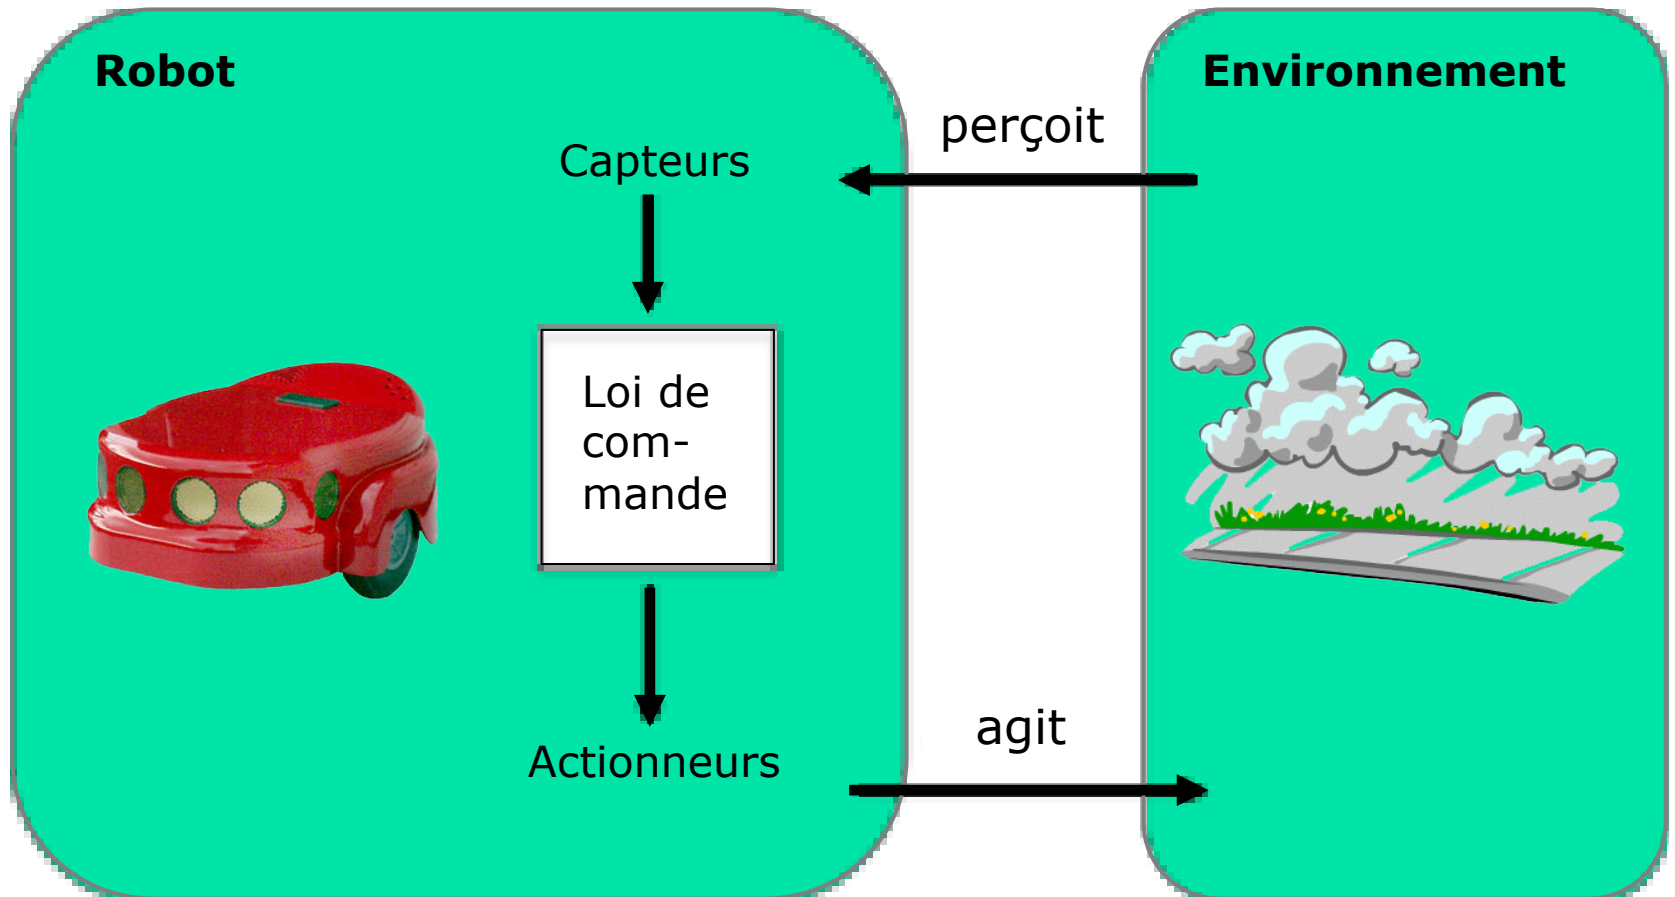 Robot
Environnement
perçoit
Capteurs
Loi de
com-
mande
agit
Actionneurs